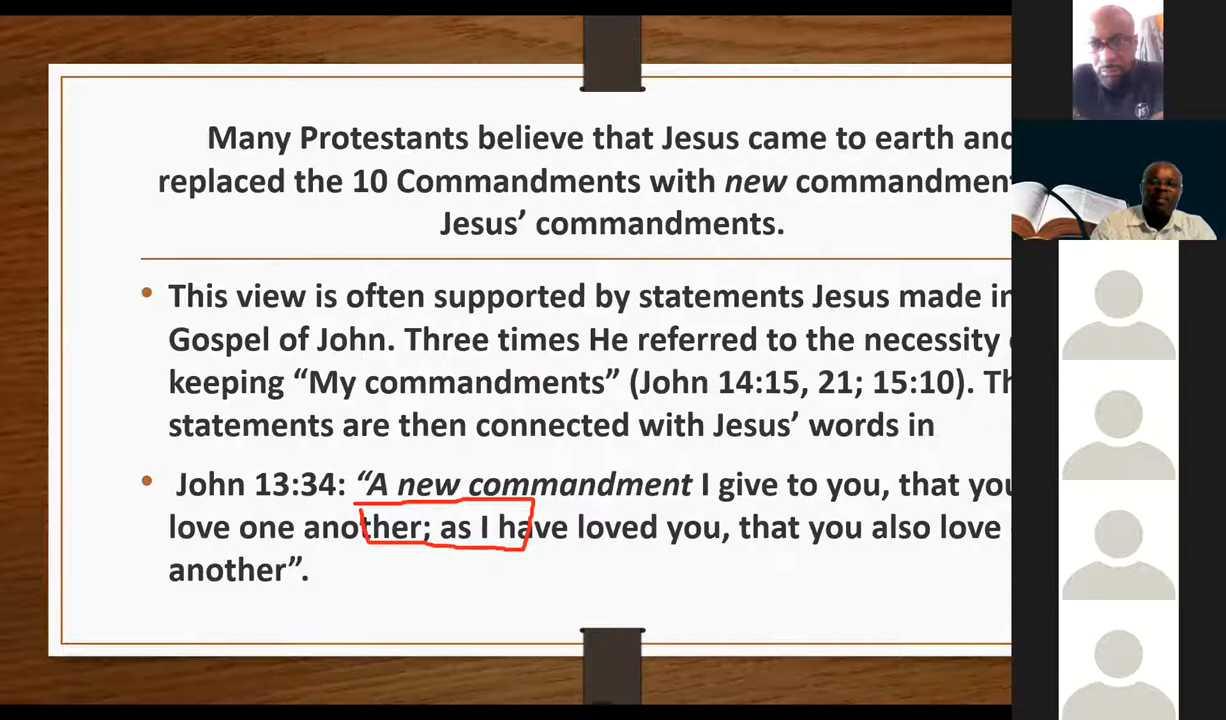 Many Protestants believe that Jesus came to earth and
replaced the 10 Commandments with new commandment
Jesus’ commandments.
• This view is often supported by statements Jesus made in
Gospel of John. Three times He referred to the necessity
keeping “My commandments” (John 14:15, 21; 15:10). Th
statements are then connected with Jesus’ words in
• John 13:34: “A new commandment I give to you, that you
love one another; as I have loved you, that you also love
another”.